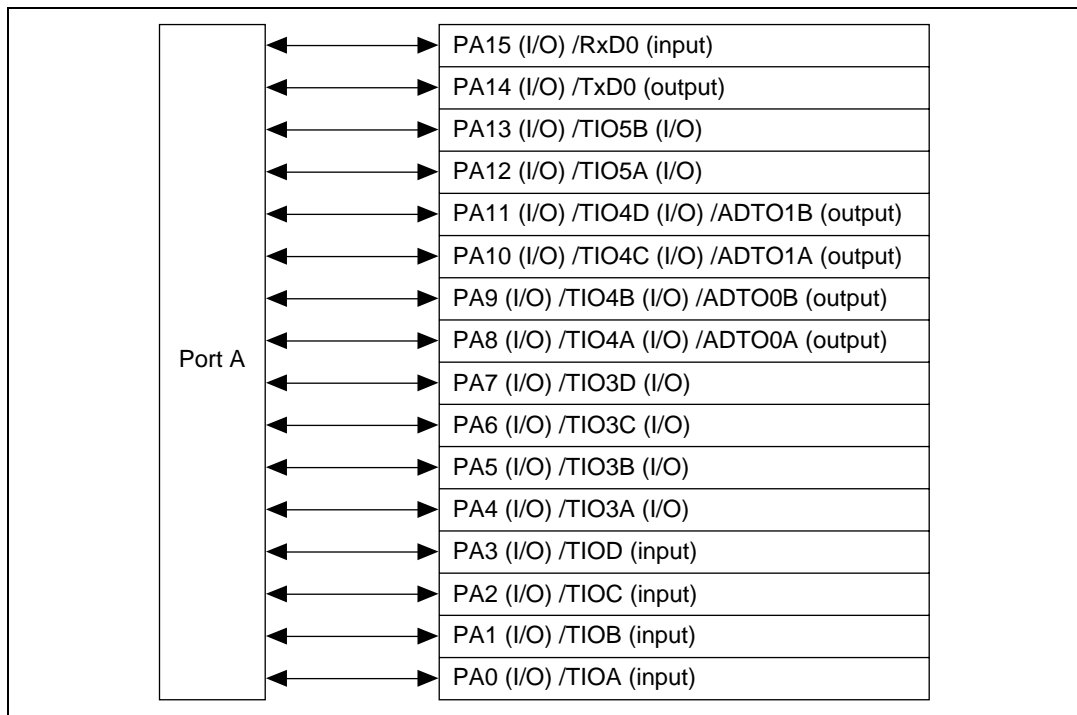 Port A
PA15 (I/O) /RxD0 (input)
PA14 (I/O) /TxD0 (output)
PA13 (I/O) /TIO5B (I/O)
PA12 (I/O) /TIO5A (I/O)
PA11 (I/O) /TIO4D (I/O) /ADTO1B (output)
PA10 (I/O) /TIO4C (I/O) /ADTO1A (output)
PA9 (I/O) /TIO4B (I/O) /ADTO0B (output)
PA8 (I/O) /TIO4A (I/O) /ADTO0A (output)
PA7 (I/O) /TIO3D (I/O)
PA6 (I/O) /TIO3C (I/O)
PA5 (I/O) /TIO3B (I/O)
PA4 (I/O) /TIO3A (I/O)
PA3 (I/O) /TIOD (input)
PA2 (I/O) /TIOC (input)
PA1 (I/O) /TIOB (input)
PA0 (I/O) /TIOA (input)